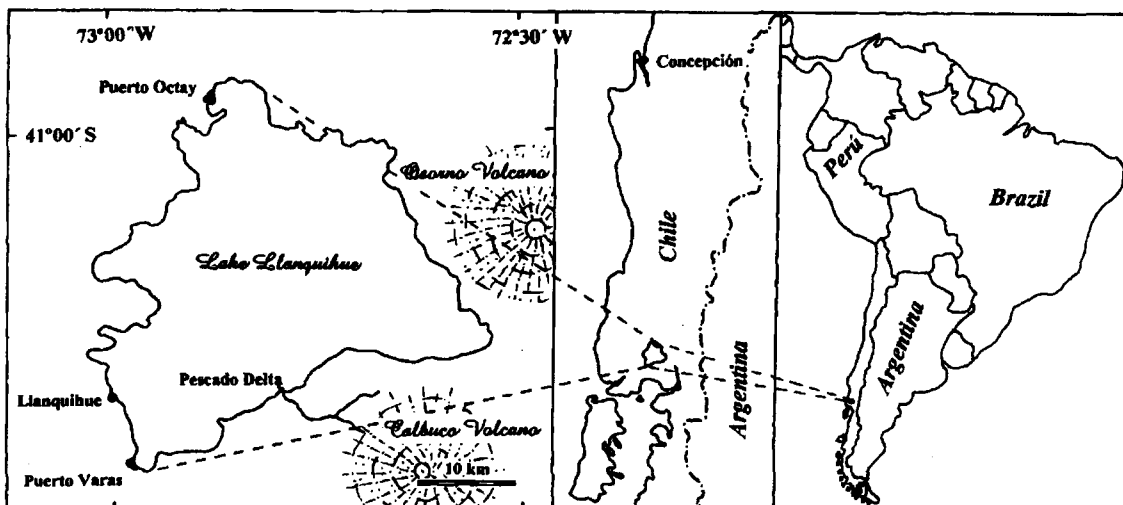 73°00´W
72°30´W
Puerto Octay
41°00´S
Osorno Volcano
Lake Llanquihue
Pescado Delta
Llanquihue
Calbuco Volcano
10 km
Puerto Varas
Concepción
Chile
Argentina
Perú
Brazil
Argentina